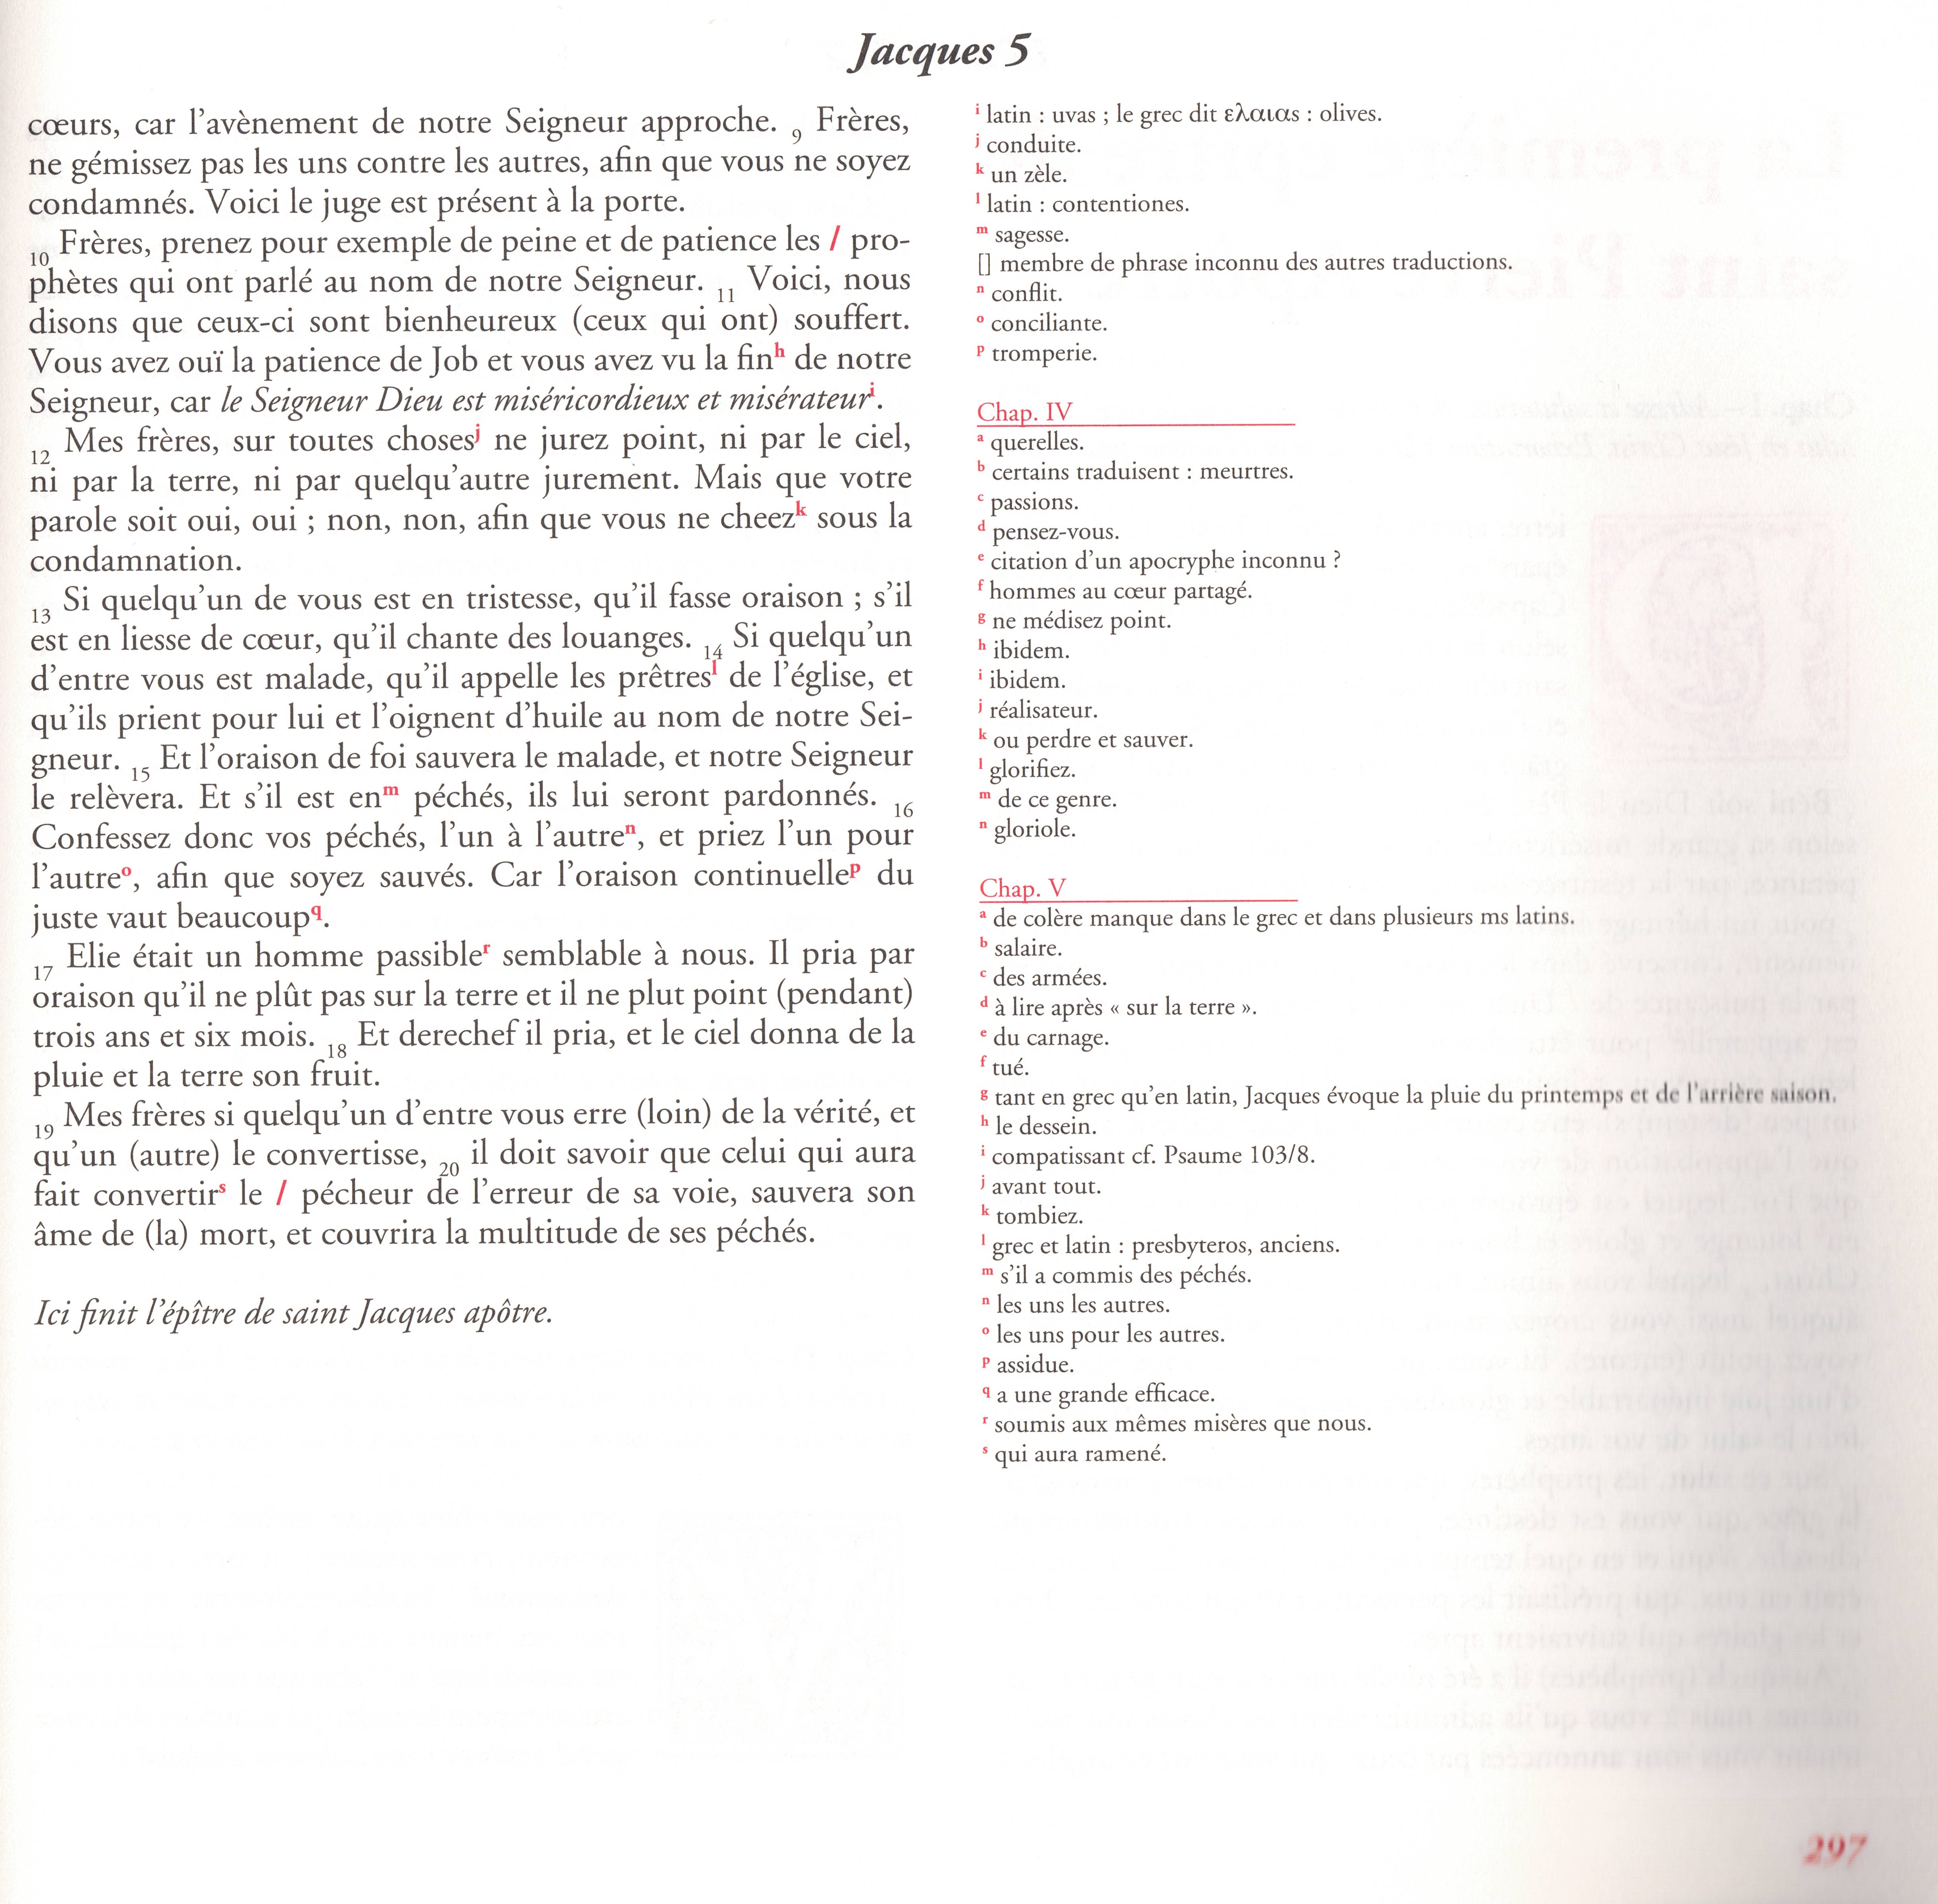 Jacques 5
cœurs, car l'avènement de notre Seigneur approche. 9 Frères,
ne gémissez pas les uns contre les autres, afin que vous ne soyez
condamnés. Voici le juge est présent à la porte.
10 Frères, prenez pour exemple de peine et de patience les / pro-
phètes qui ont parlé au nom de notre Seigneur. 11 Voici, nous
disons que ceux-ci sont bienheureux (ceux qui ont) souffert.
Vous avez ouï la patience de Job et vous avez vu la fin h de notre
Seigneur, car le Seigneur Dieu est miséricordieux et misérateur i.
12 Mes frères, sur toutes choses j ne jurez point, ni par le ciel,
ni par la terre, ni par quelqu'autre jurement. Mais que votre
parole soit oui, oui ; non, non, afin que vous ne cheez k sous la
condamnation.
13 Si quelqu'un de vous est en tristesse, qu'il fasse oraison ; s'il
est en liesse de cœur, qu'il chante des louanges. 14 Si quelqu'un
d'entre vous est malade, qu'il appelle les prêtres l de l'église, et
qu'ils prient pour lui et l'oignent d'huile au nom de notre Sei-
gneur. 15 Et l'oraison de foi sauvera le malade, et notre Seigneur
le relèvera. Et s'il est en m péchés, ils lui seront pardonnés. 16
Confessez donc vos péchés, l'un à l'autre n, et priez l'un pour
l'autre o, afin que soyez sauvés. Car l'oraison continuelle p du
juste vaut beaucoup q.
17 Elie était un homme passible r semblable à nous. Il pria par
oraison qu'il ne plût pas sur la terre et il ne plut point (pendant)
trois ans et six mois. 18 Et derechef il pria, et le ciel donna de la
pluie et la terre son fruit.
19 Mes frères si quelqu'un d'entre vous erre (loin) de la vérité, et
qu'un (autre) le convertisse, 20 il doit savoir que celui qui aura
fait convertir s le / pécheur de l'erreur de sa voie, sauvera son
âme de (la) mort, et couvrira la multitude de ses péchés.
Ici finit l'épître de saint Jacques apôtre.
i latin : uvas ; le grec dit ελαιας : olives.
j conduite.
k un zèle.
l latin : contentiones.
m sagesse.
[] membre de phrase inconnu des autres traductions.
n conflit.
o conciliante.
p tromperie.
Chap. IV
a querelles.
b certains traduisent : meurtres.
c passions.
d pensez-vous.
e citation d'un apocryphe inconnu ?
f hommes au cœur partagé.
g ne médisez point.
h ibidem.
i ibidem.
j réalisateur.
k ou perdre et sauver.
l glorifiez.
m de ce genre.
n gloriole.
Chap. V
a de colère manque dans le grec et dans plusieurs ms latins.
b salaire.
c des armées.
d à lire après « sur la terre ».
e du carnage.
f tué.
g tant en grec qu'en latin, Jacques évoque la pluie du printemps et de l'arrière saison.
h le dessein.
i compatissant cf. Psaume 103/8.
j avant tout.
k tombiez.
l grec et latin : presbyteros, anciens.
m s'il a commis des péchés.
n les uns les autres.
o les uns pour les autres.
p assidue.
q a une grande efficace.
r soumis aux mêmes misères que nous.
s qui aura ramené.
297